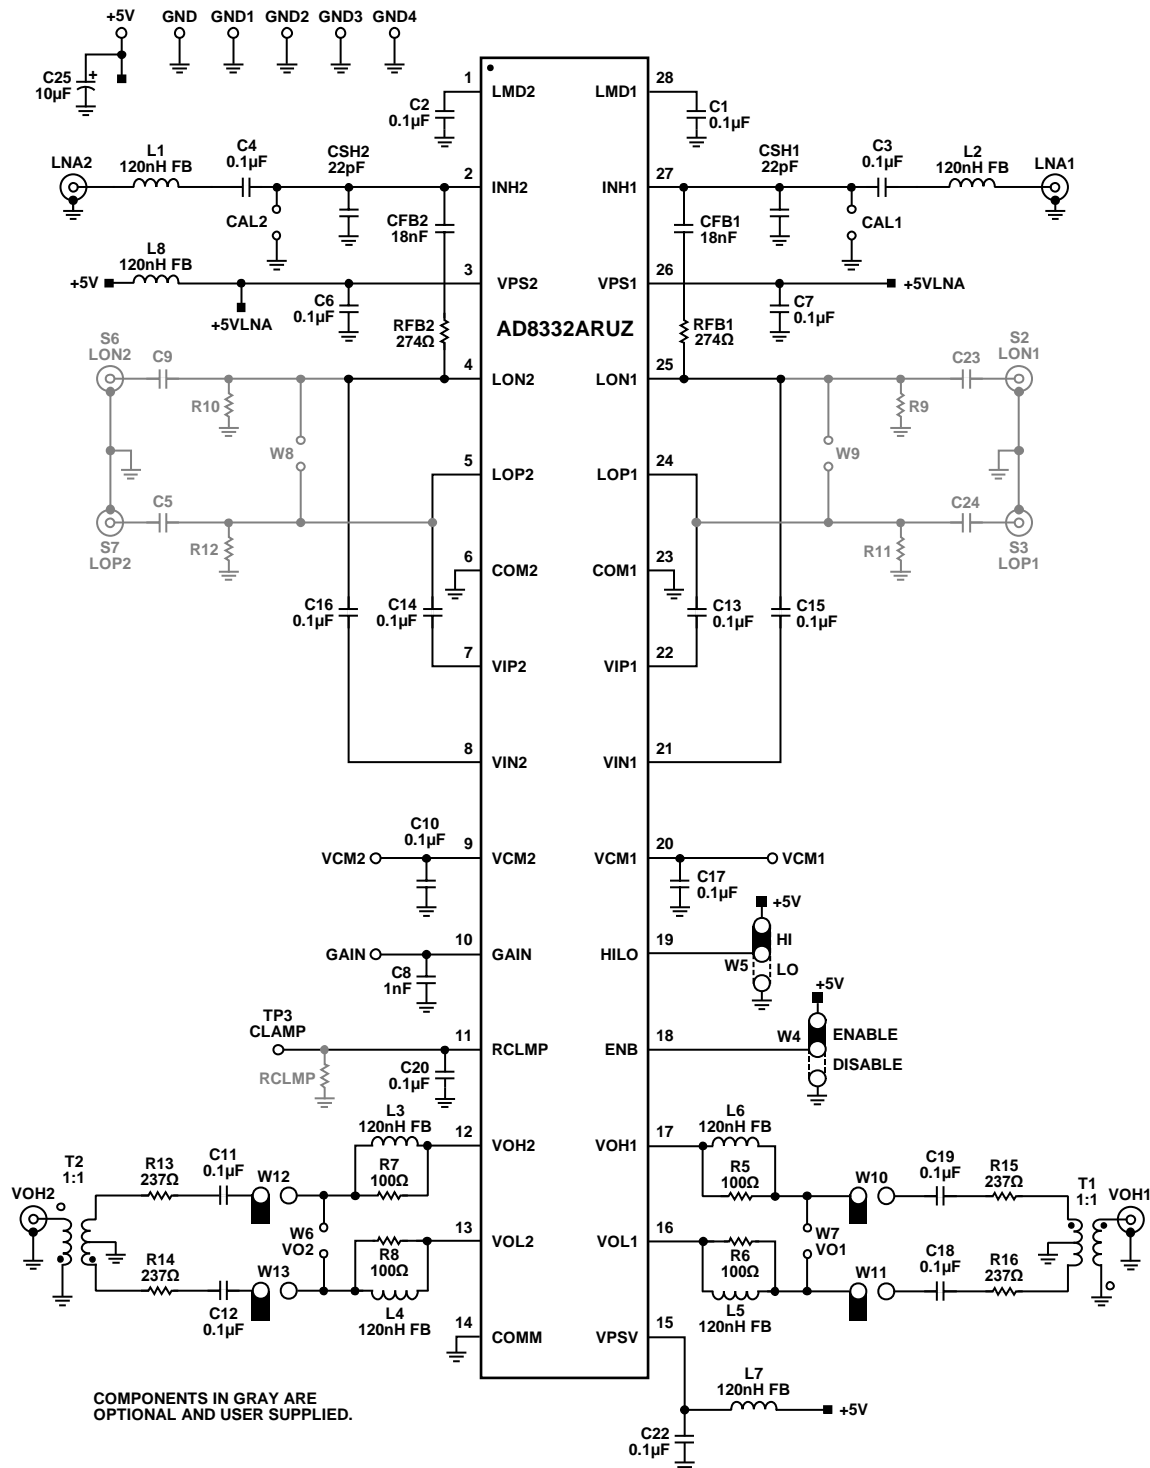 +5V
GND
GND1
GND2
GND3
GND4
C25
10µF
+
1
LMD2
LMD1
28
C2
0.1µF
C1
0.1µF
LNA2
L1
120nH FB
C4
0.1µF
CSH2
22pF
2
INH2
INH1
27
CSH1
22pF
C3
0.1µF
L2
120nH FB
LNA1
CAL2
CFB2
18nF
CFB1
18nF
CAL1
L8
120nH FB
+5V
+5VLNA
C6
0.1µF
3
VPS2
VPS1
26
C7
0.1µF
+5VLNA
AD8332ARUZ
RFB2
274Ω
RFB1
274Ω
S6
LON2
C9
R10
W8
4
LON2
LON1
25
W9
R9
C23
S2
LON1
5
LOP2
LOP1
24
C5
R12
S7
LOP2
C24
R11
S3
LOP1
6
COM2
COM1
23
C16
0.1µF
C14
0.1µF
C13
0.1µF
C15
0.1µF
7
VIP2
VIP1
22
8
VIN2
VIN1
21
C10
0.1µF
VCM2
9
VCM2
VCM1
20
VCM1
C17
0.1µF
+5V
HI
W5
LO
GAIN
10
GAIN
HILO
19
C8
1nF
+5V
W4
ENABLE
DISABLE
TP3
CLAMP
11
RCLMP
ENB
18
RCLMP
C20
0.1µF
L3
120nH FB
12
VOH2
VOH1
17
L6
120nH FB
T2
1:1
VOH2
R13
237Ω
C11
0.1µF
W12
R7
100Ω
R5
100Ω
W10
C19
0.1µF
R15
237Ω
T1
1:1
VOH1
W6
VO2
13
VOL2
VOL1
16
W7
VO1
R14
237Ω
C12
0.1µF
W13
R8
100Ω
L4
120nH FB
R6
100Ω
L5
120nH FB
W11
C18
0.1µF
R16
237Ω
14
COMM
VPSV
15
L7
120nH FB
+5V
C22
0.1µF
COMPONENTS IN GRAY ARE
OPTIONAL AND USER SUPPLIED.